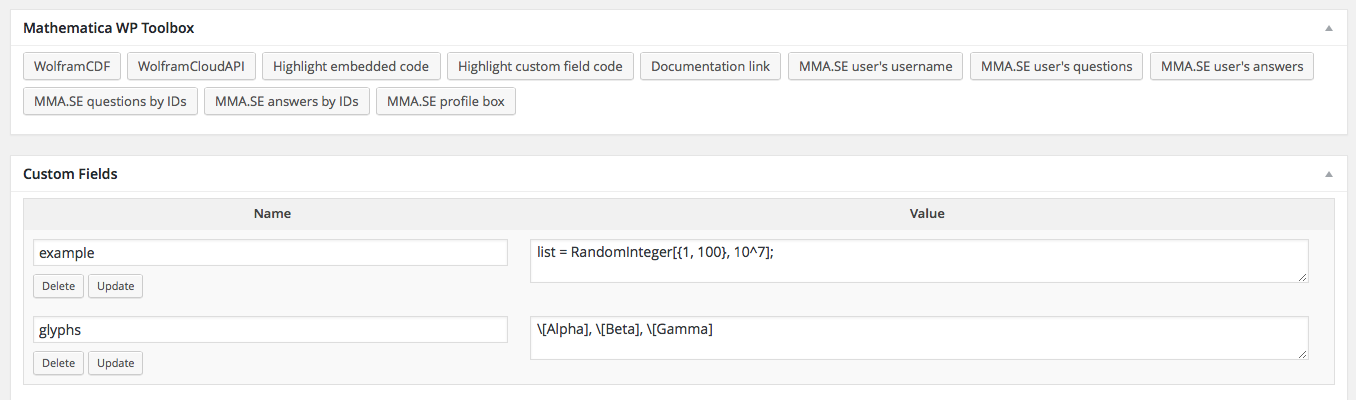 Mathematica WP Toolbox
WolframCDF WolframCloudAPI Highlight embedded code Highlight custom field code Documentation link MMA.SE user's username MMA.SE user's questions MMA.SE user's answers
MMA.SE questions by IDs MMA.SE answers by IDs MMA.SE profile box
Custom Fields
Name Value
example list = RandomInteger[{1, 100}, 10^7];
Delete Update
glyphs \[Alpha], \[Beta], \[Gamma]
Delete Update